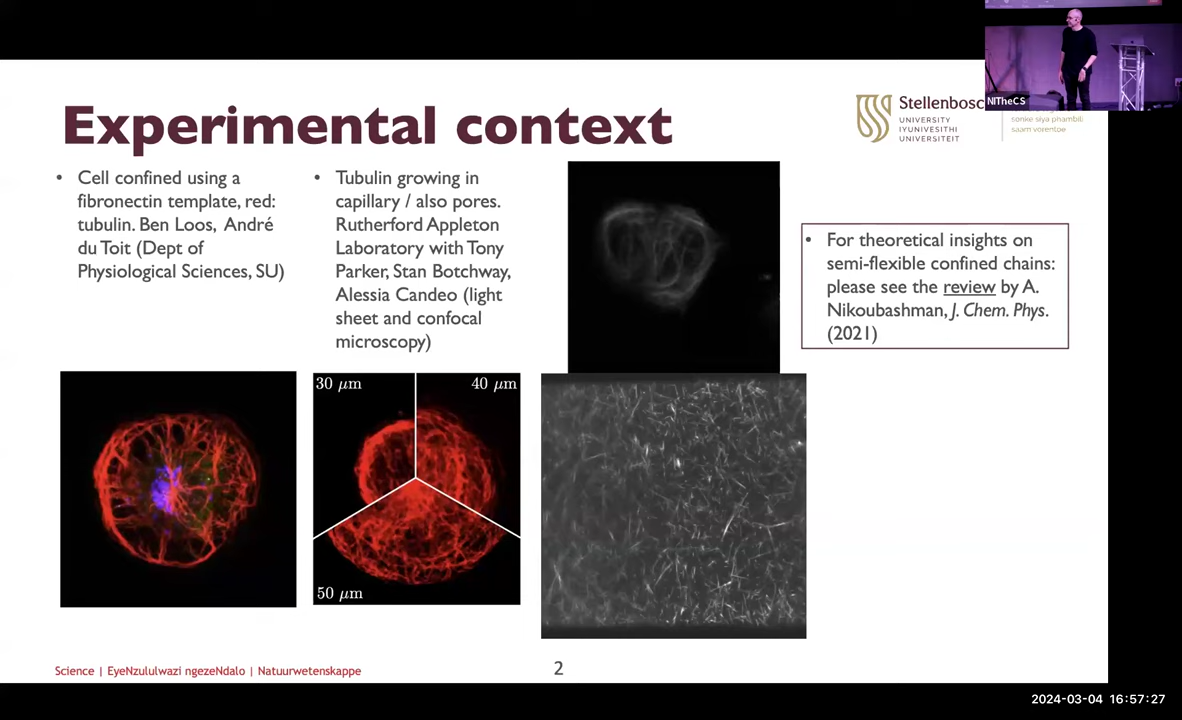 Experimental context
Stellenbosc
UNIVERSITY
IYUNIVESITHI
UNIVERSITEIT
sonke siya phambili
saam vorentoe
NITheCS
• Cell confined using a
fibronectin template, red:
tubulin. Ben Loos, André
du Toit (Dept of
Physiological Sciences, SU)
• Tubulin growing in
capillary / also pores.
Rutherford Appleton
Laboratory with Tony
Parker, Stan Botchway,
Alessia Candeo (light
sheet and confocal
microscopy)
• For theoretical insights on
semi-flexible confined chains:
please see the review by A.
Nikoubashman, J. Chem. Phys.
(2021)
30 μm
40 μm
50 μm
Science | EyeNzululwazi ngezeNdalo | Natuurwetenskappe
2
2024-03-04 16:57:27